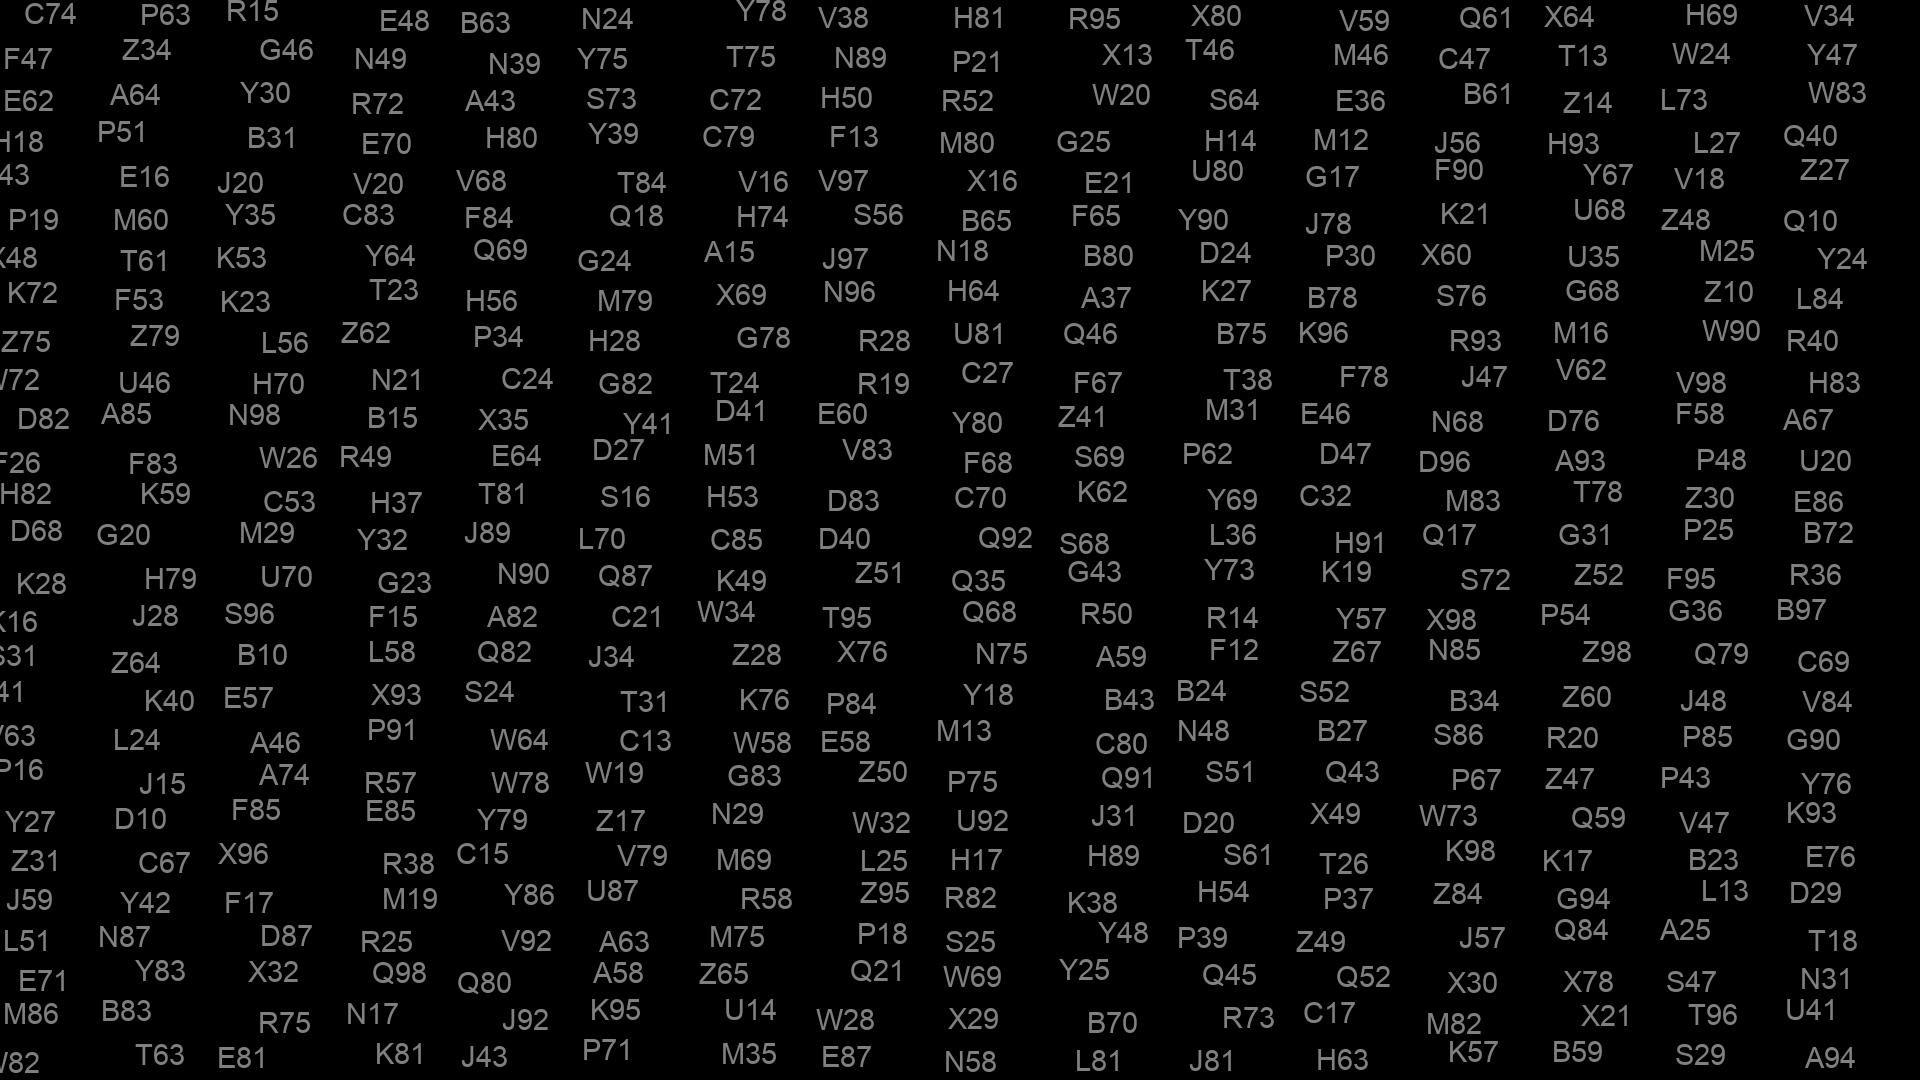 C74 P63 R15 E48 B63 N24 Y78 V38 H81 R95 X80 V59 Q61 X64 H69 V34
F47 Z34 G46 N49 N39 Y75 T75 N89 P21 X13 T46 M46 C47 T13 W24 Y47
E62 A64 Y30 R72 A43 S73 C72 H50 R52 W20 S64 E36 B61 Z14 L73 W83
H18 P51 B31 E70 H80 Y39 C79 F13 M80 G25 H14 M12 J56 H93 L27 Q40
43 E16 J20 V20 V68 T84 V16 V97 X16 E21 U80 G17 F90 Y67 V18 Z27
P19 M60 Y35 C83 F84 Q18 H74 S56 B65 F65 Y90 J78 K21 U68 Z48 Q10
X48 T61 K53 Y64 Q69 G24 A15 J97 N18 B80 D24 P30 X60 U35 M25 Y24
K72 F53 K23 T23 H56 M79 X69 N96 H64 A37 K27 B78 S76 G68 Z10 L84
Z75 Z79 L56 Z62 P34 H28 G78 R28 U81 Q46 B75 K96 R93 M16 W90 R40
72 U46 H70 N21 C24 G82 T24 R19 C27 F67 T38 F78 J47 V62 V98 H83
D82 A85 N98 B15 X35 Y41 D41 E60 Y80 Z41 M31 E46 N68 D76 F58 A67
F26 F83 W26 R49 E64 D27 M51 V83 F68 S69 P62 D47 D96 A93 P48 U20
H82 K59 C53 H37 T81 S16 H53 D83 C70 K62 Y69 C32 M83 T78 Z30 E86
D68 G20 M29 Y32 J89 L70 C85 D40 Q92 S68 L36 H91 Q17 G31 P25 B72
K28 H79 U70 G23 N90 Q87 K49 Z51 Q35 G43 Y73 K19 S72 Z52 F95 R36
K16 J28 S96 F15 A82 C21 W34 T95 Q68 R50 R14 Y57 X98 P54 G36 B97
S31 Z64 B10 L58 Q82 J34 Z28 X76 N75 A59 F12 Z67 N85 Z98 Q79 C69
41 K40 E57 X93 S24 T31 K76 P84 Y18 B43 B24 S52 B34 Z60 J48 V84
63 L24 A46 P91 W64 C13 W58 E58 M13 C80 N48 B27 S86 R20 P85 G90
P16 J15 A74 R57 W78 W19 G83 Z50 P75 Q91 S51 Q43 P67 Z47 P43 Y76
Y27 D10 F85 E85 Y79 Z17 N29 W32 U92 J31 D20 X49 W73 Q59 V47 K93
Z31 C67 X96 R38 C15 V79 M69 L25 H17 H89 S61 T26 K98 K17 B23 E76
J59 Y42 F17 M19 Y86 U87 R58 Z95 R82 K38 H54 P37 Z84 G94 L13 D29
L51 N87 D87 R25 V92 A63 M75 P18 S25 Y48 P39 Z49 J57 Q84 A25 T18
E71 Y83 X32 Q98 Q80 A58 Z65 Q21 W69 Y25 Q45 Q52 X30 X78 S47 N31
M86 B83 R75 N17 J92 K95 U14 W28 X29 B70 R73 C17 M82 X21 T96 U41
82 T63 E81 K81 J43 P71 M35 E87 N58 L81 J81 H63 K57 B59 S29 A94